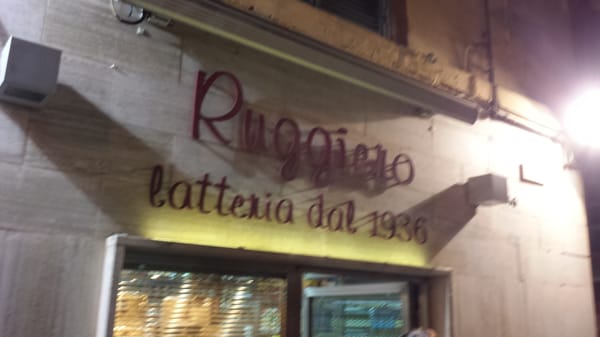 Ruggiero
latteria dal 1936